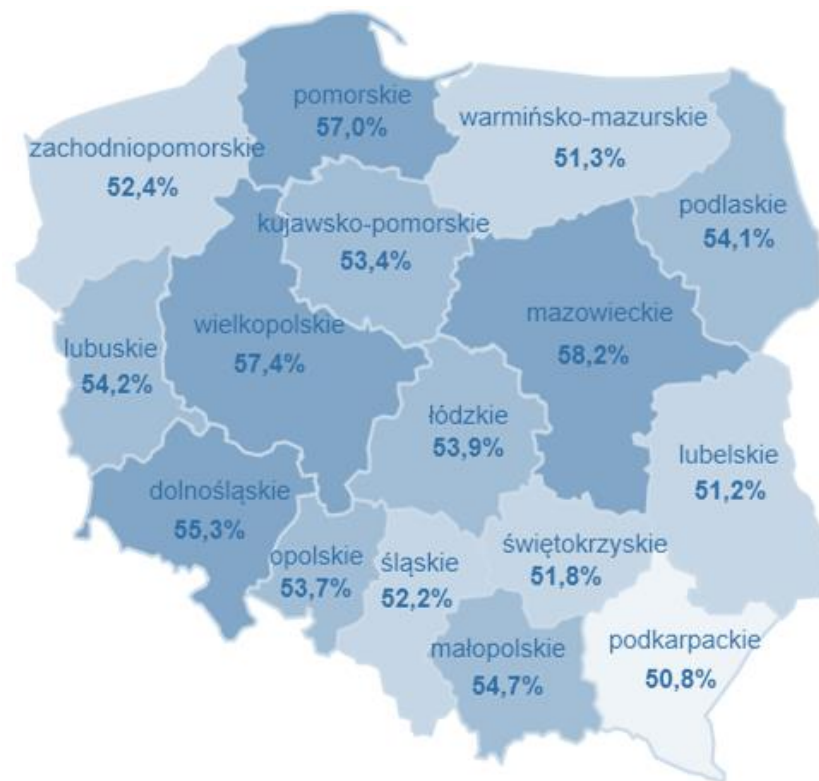 pomorskie
57,0%
warmińsko-mazurskie
51,3%
zachodniopomorskie
52,4%
podlaskie
54,1%
kujawsko-pomorskie
53,4%
mazowieckie
58,2%
wielkopolskie
57,4%
lubuskie
54,2%
łódzkie
53,9%
lubelskie
51,2%
dolnośląskie
55,3%
opolskie
53,7%
śląskie
52,2%
świętokrzyskie
51,8%
małopolskie
54,7%
podkarpackie
50,8%